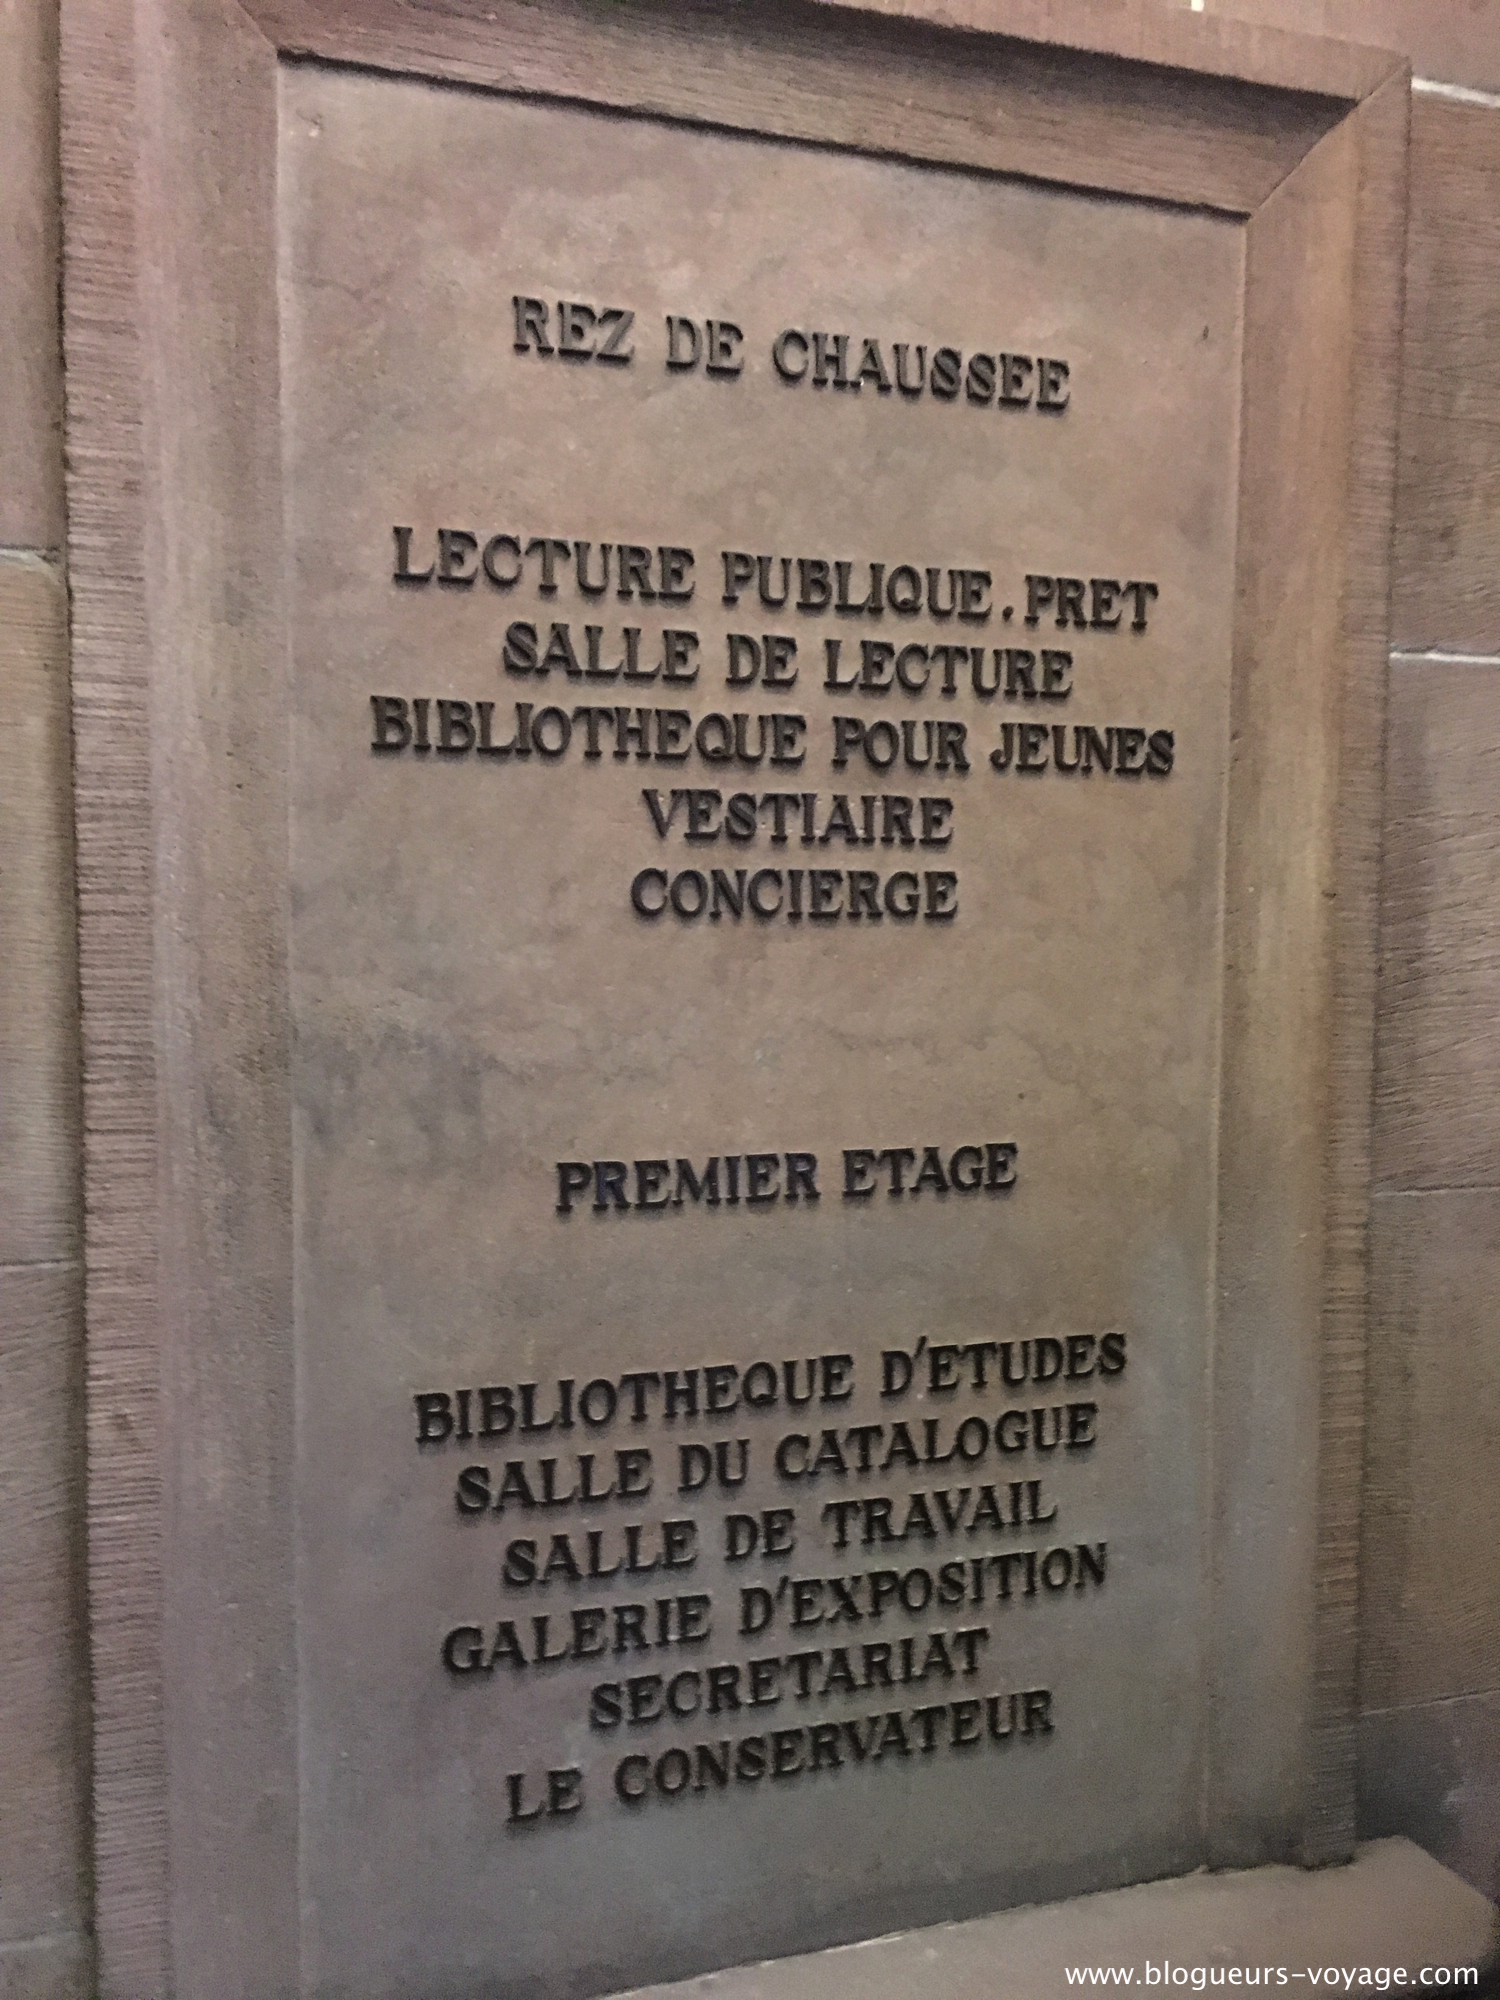 REZ DE CHAUSSEE
LECTURE PUBLIQUE . PRET
SALLE DE LECTURE
BIBLIOTHEQUE POUR JEUNES
VESTIAIRE
CONCIERGE
PREMIER ETAGE
BIBLIOTHEQUE D'ETUDES
SALLE DU CATALOGUE
SALLE DE TRAVAIL
GALERIE D'EXPOSITION
SECRETARIAT
LE CONSERVATEUR
www.blogueurs-voyage.com